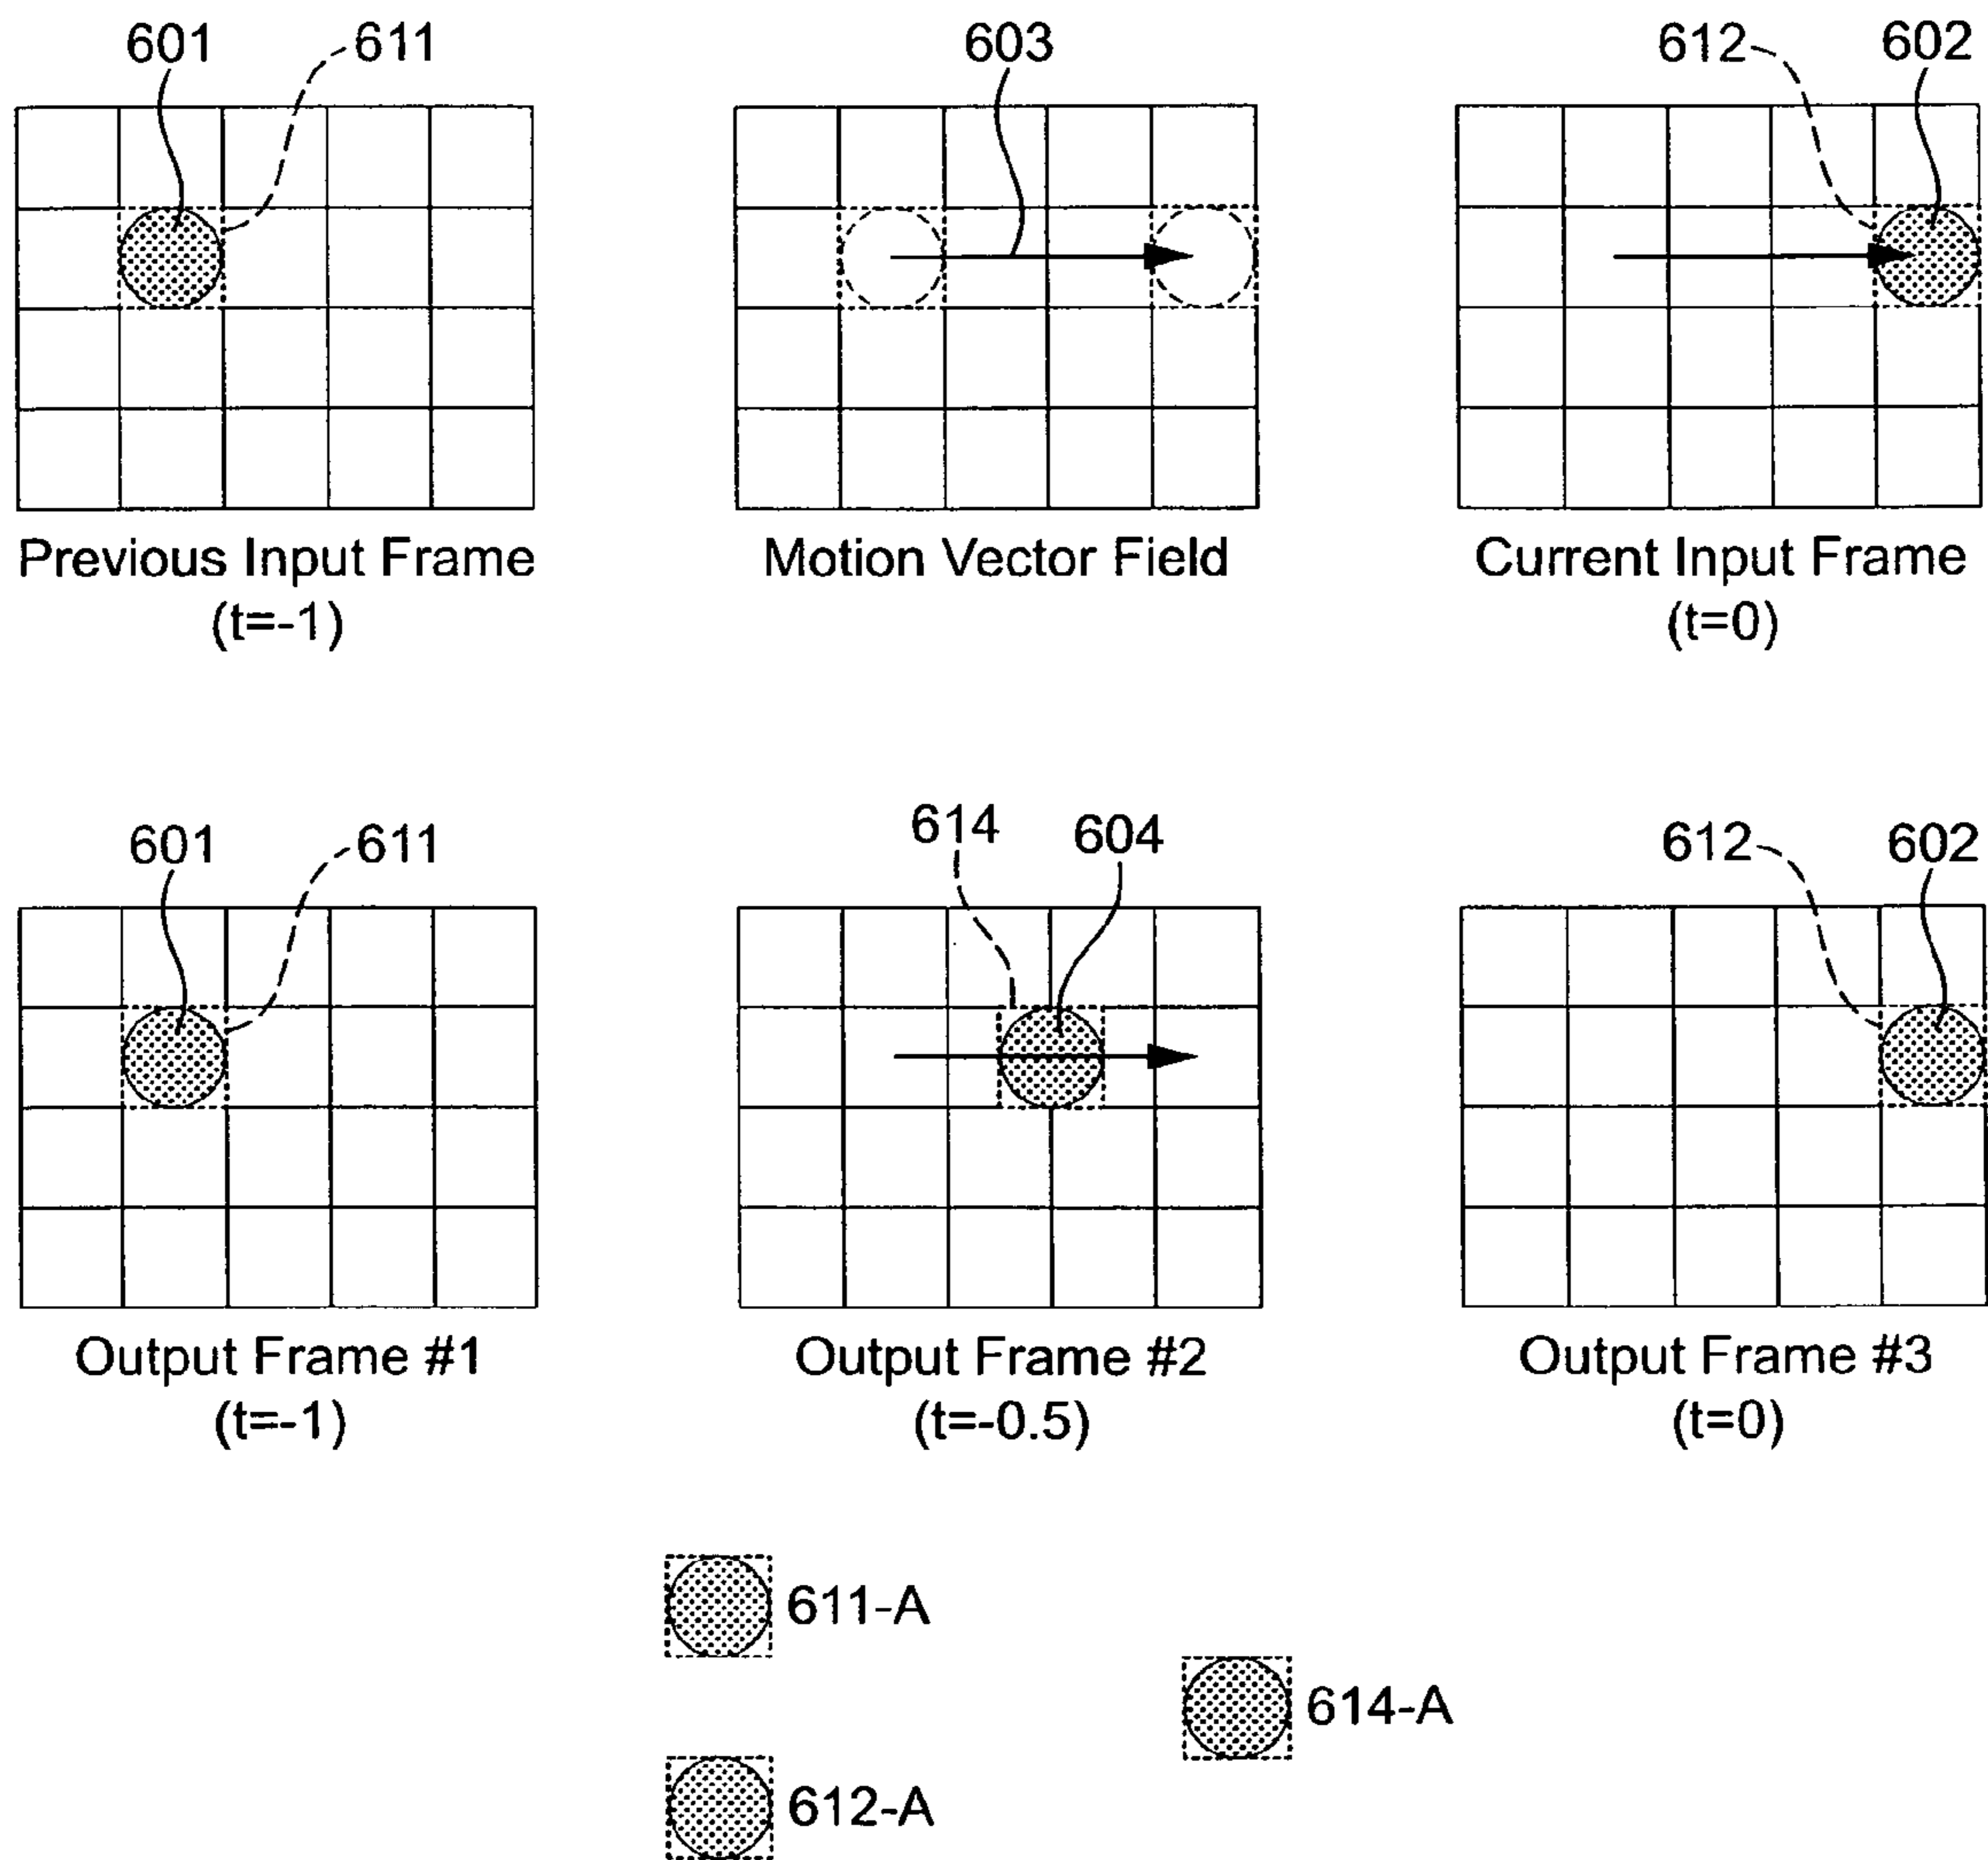 601 611 603 612 602
Previous Input Frame
(t=-1)
Motion Vector Field
Current Input Frame
(t=0)
601 611 614 604 612 602
Output Frame #1
(t=-1)
Output Frame #2
(t=-0.5)
Output Frame #3
(t=0)
611-A
614-A
612-A